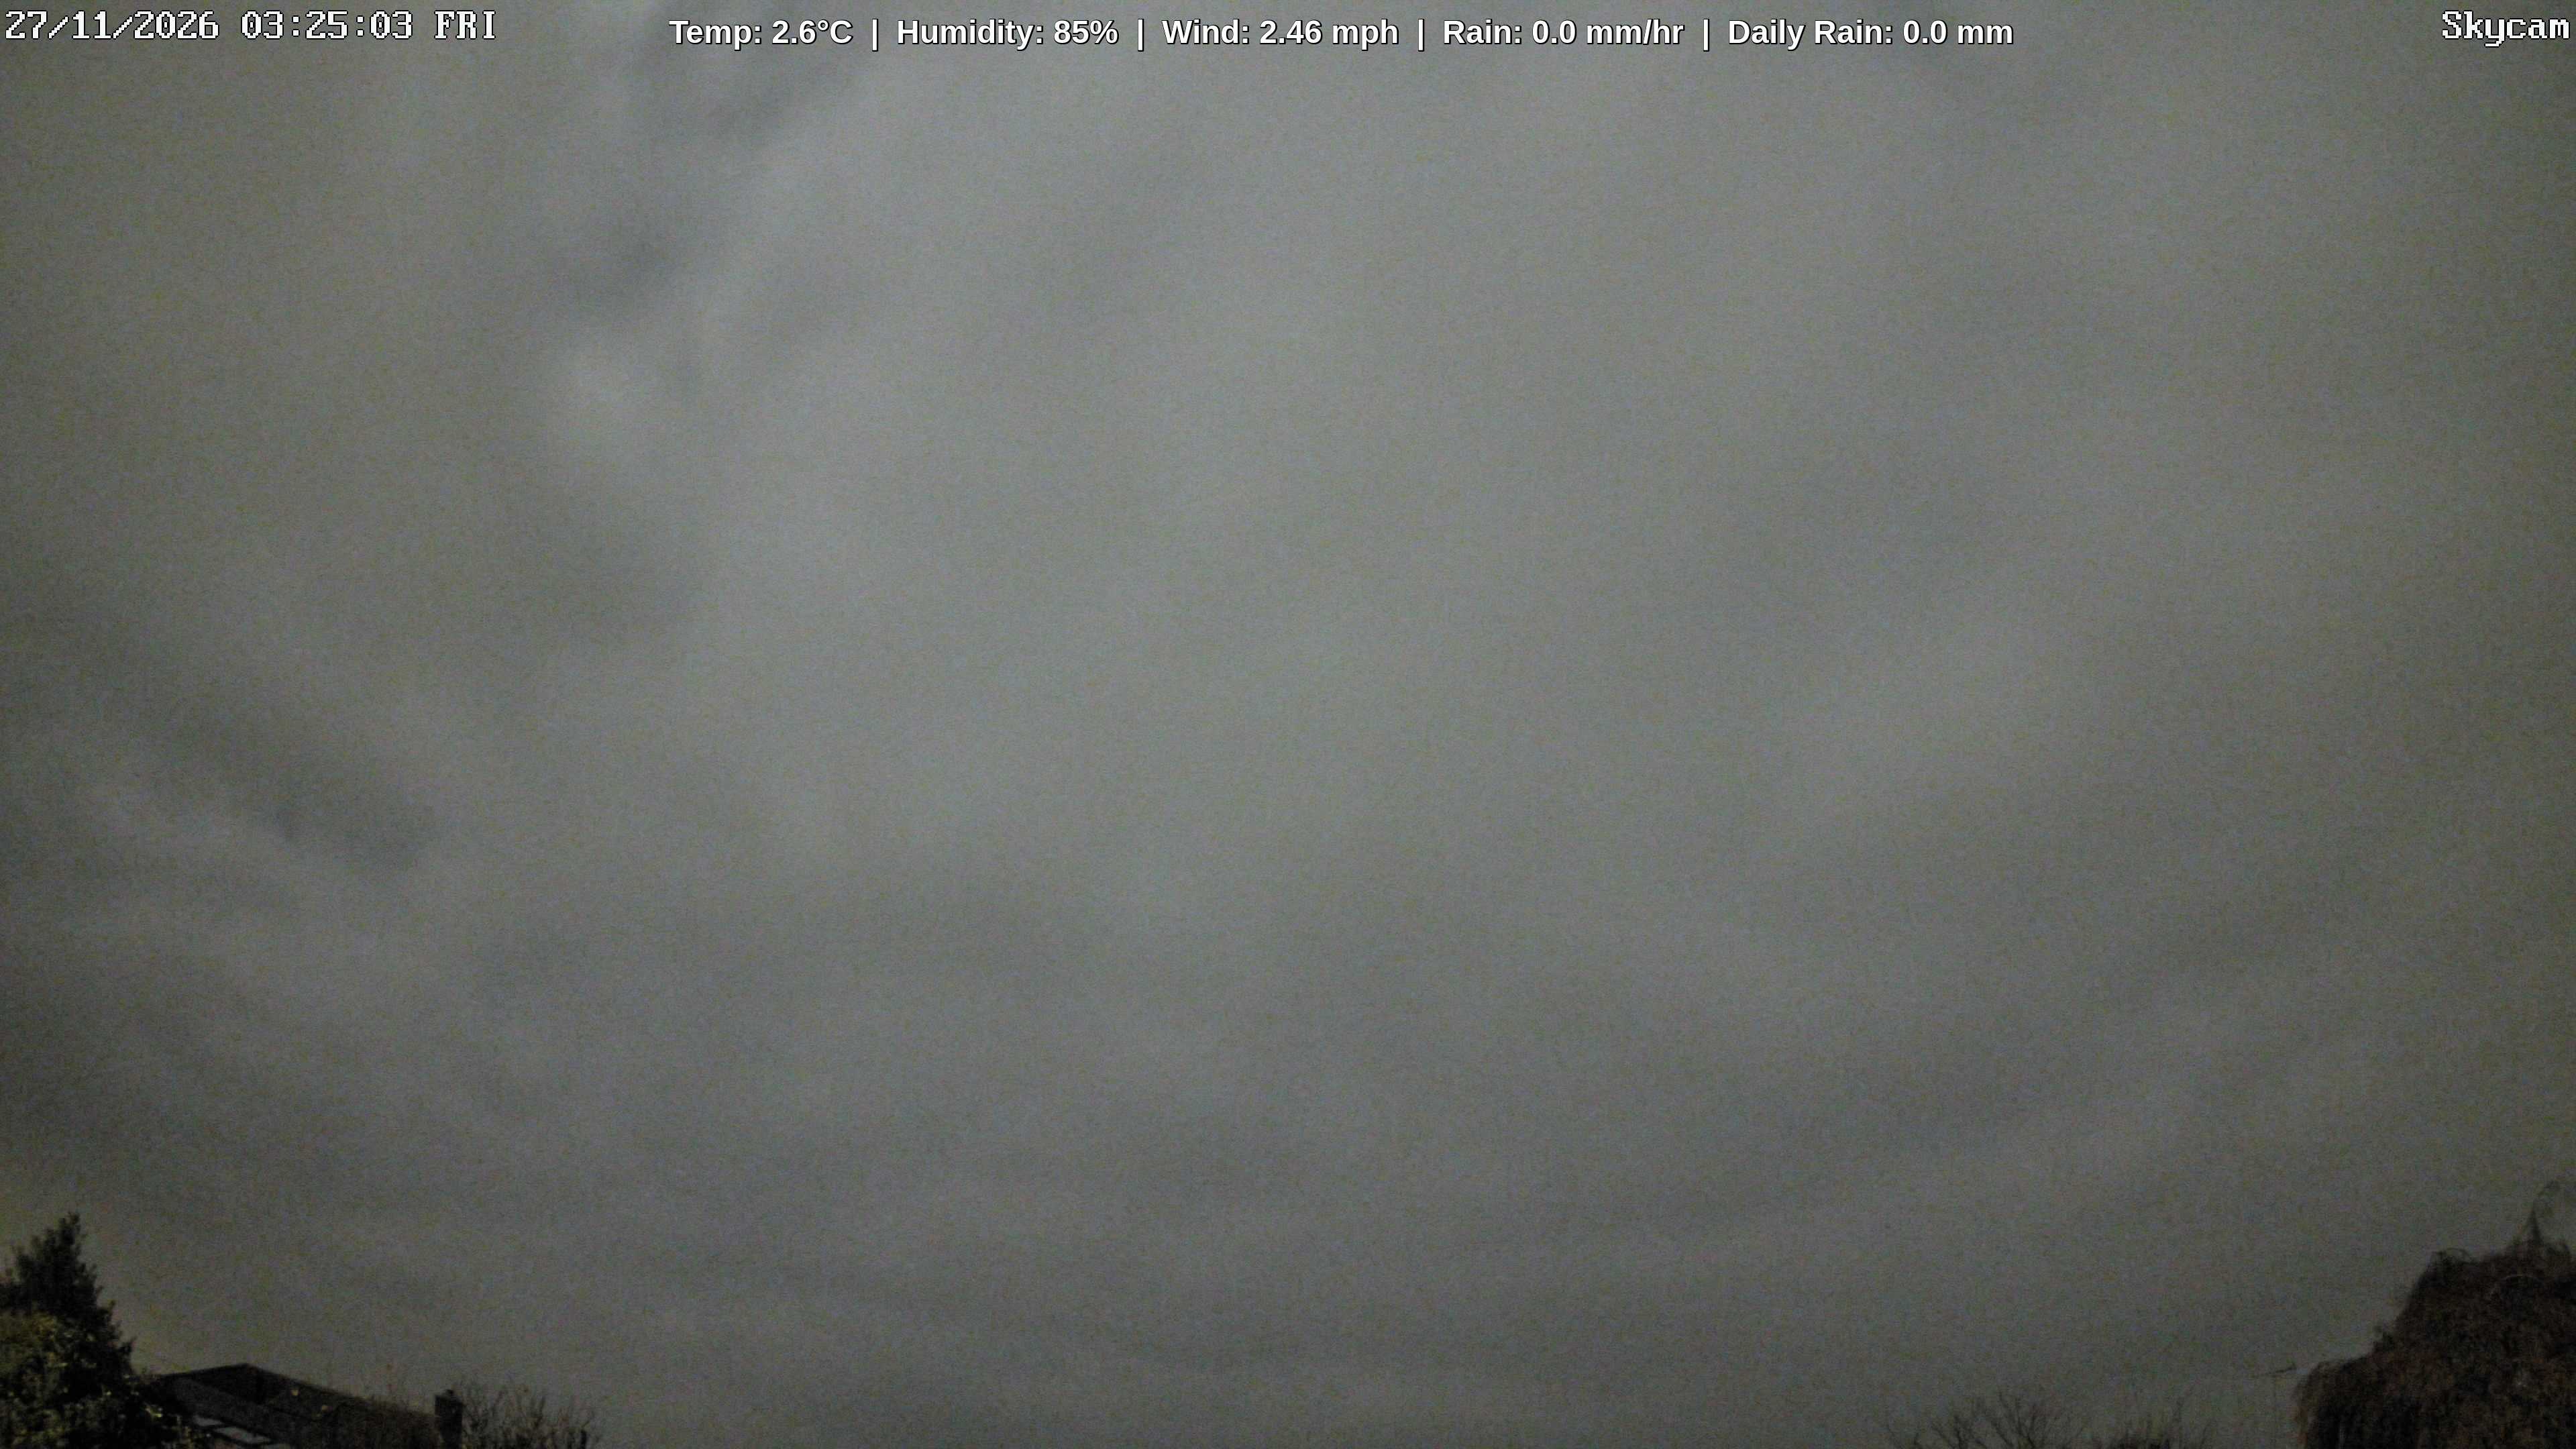 27/11/2026 03:25:03 FRI
Temp: 2.6°C | Humidity: 85% | Wind: 2.46 mph | Rain: 0.0 mm/hr | Daily Rain: 0.0 mm
Skycam